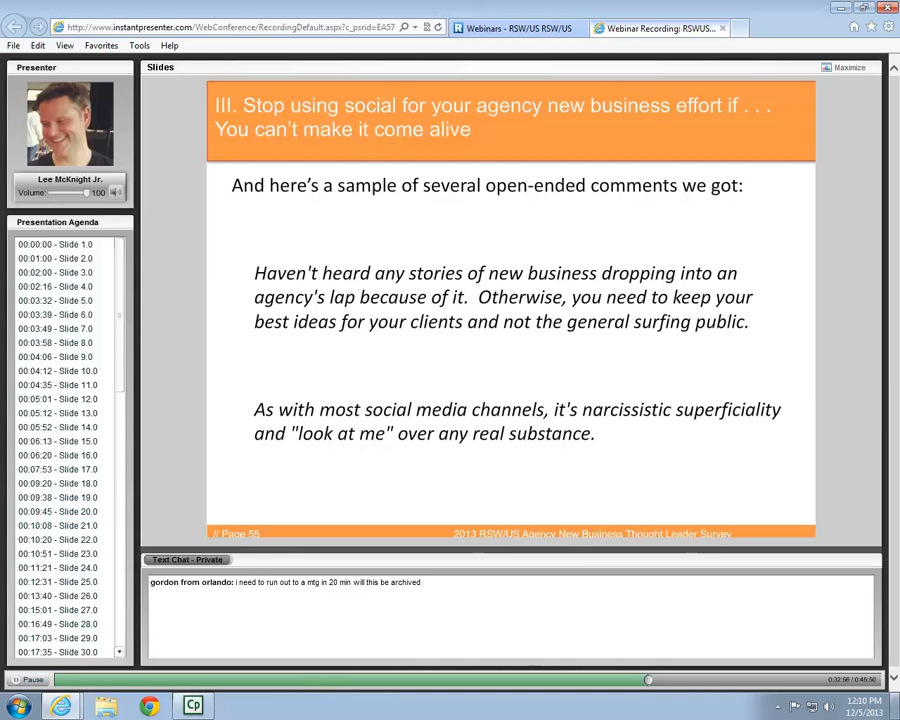 http://www.instantpresenter.com/WebConference/RecordingDefault.aspx?c_psrid=EA57
Webinars - RSW/US RSW/US
Webinar Recording: RSWUS...
File Edit View Favorites Tools Help
Presenter
Slides
Maximize
Lee McKnight Jr.
Volume: 100
Presentation Agenda
00:00:00 - Slide 1.0
00:01:00 - Slide 2.0
00:02:00 - Slide 3.0
00:02:16 - Slide 4.0
00:03:32 - Slide 5.0
00:03:39 - Slide 6.0
00:03:49 - Slide 7.0
00:03:58 - Slide 8.0
00:04:06 - Slide 9.0
00:04:12 - Slide 10.0
00:04:35 - Slide 11.0
00:05:01 - Slide 12.0
00:05:12 - Slide 13.0
00:05:52 - Slide 14.0
00:06:13 - Slide 15.0
00:06:20 - Slide 16.0
00:07:53 - Slide 17.0
00:09:20 - Slide 18.0
00:09:38 - Slide 19.0
00:09:45 - Slide 20.0
00:10:08 - Slide 21.0
00:10:20 - Slide 22.0
00:10:51 - Slide 23.0
00:11:21 - Slide 24.0
00:12:31 - Slide 25.0
00:13:40 - Slide 26.0
00:15:01 - Slide 27.0
00:16:49 - Slide 28.0
00:17:03 - Slide 29.0
00:17:35 - Slide 30.0
III. Stop using social for your agency new business effort if . . .
You can't make it come alive
And here's a sample of several open-ended comments we got:
Haven't heard any stories of new business dropping into an
agency's lap because of it.  Otherwise, you need to keep your
best ideas for your clients and not the general surfing public.
As with most social media channels, it's narcissistic superficiality
and "look at me" over any real substance.
// Page 55
2013 RSW/US Agency New Business Thought Leader Survey
Text Chat - Private
gordon from orlando: i need to run out to a mtg in 20 min will this be archived
Pause
0:32:56 / 0:45:50
Cp
12:10 PM
12/5/2013